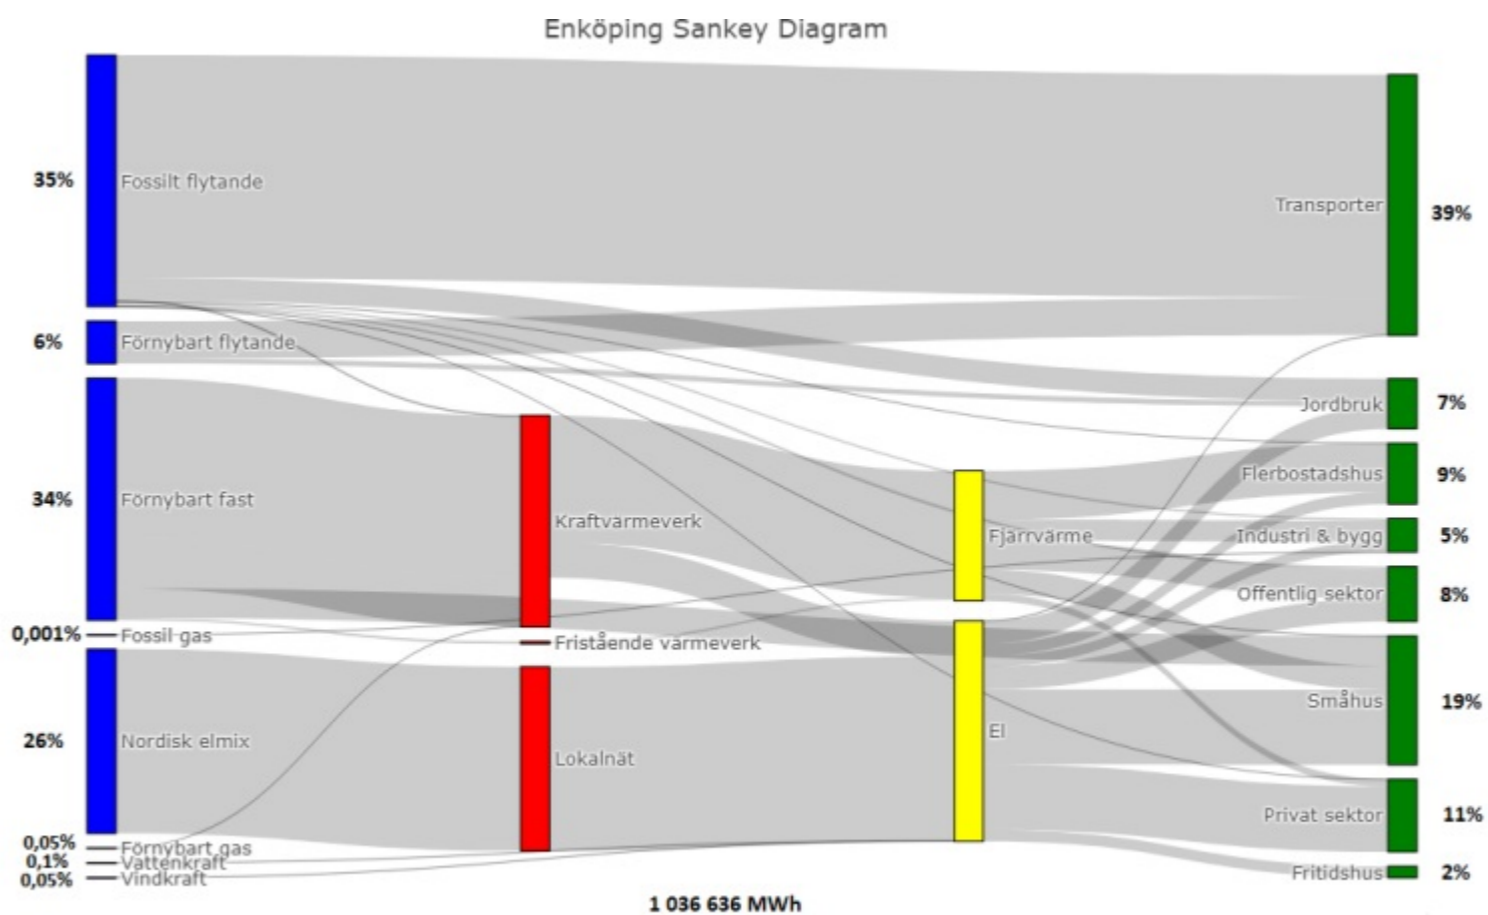 Enköping Sankey Diagram
35%
Fossilt flytande
6%
Förnybart flytande
34%
Förnybart fast
0,001%
Fossil gas
26%
Nordisk elmix
0,05%
Förnybart gas
0,1%
Vattenkraft
0,05%
Vindkraft
Kraftvärmeverk
Fristående värmeverk
Lokalnät
Fjärrvärme
El
Transporter
39%
Jordbruk
7%
Flerbostadshus
9%
Industri & bygg
5%
Offentlig sektor
8%
Småhus
19%
Privat sektor
11%
Fritidshus
2%
1 036 636 MWh